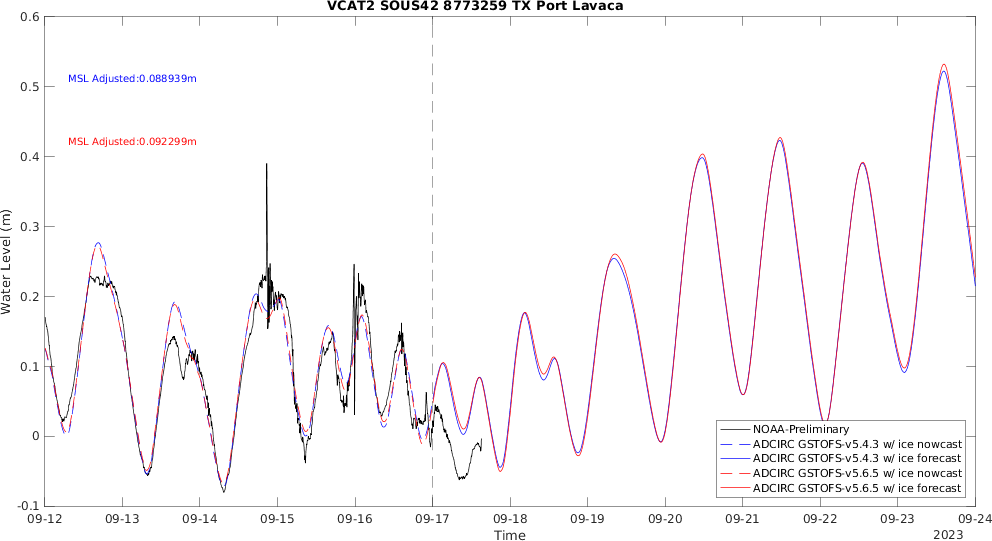 VCAT2 SOUS42 8773259 TX Port Lavaca
0.6
0.5
0.4
0.3
0.2
0.1
0
-0.1
Water Level (m)
MSL Adjusted:0.088939m
MSL Adjusted:0.092299m
NOAA-Preliminary
ADCIRC GSTOFS-v5.4.3 w/ ice nowcast
ADCIRC GSTOFS-v5.4.3 w/ ice forecast
ADCIRC GSTOFS-v5.6.5 w/ ice nowcast
ADCIRC GSTOFS-v5.6.5 w/ ice forecast
09-12 09-13 09-14 09-15 09-16 09-17 09-18 09-19 09-20 09-21 09-22 09-23 09-24
Time
2023